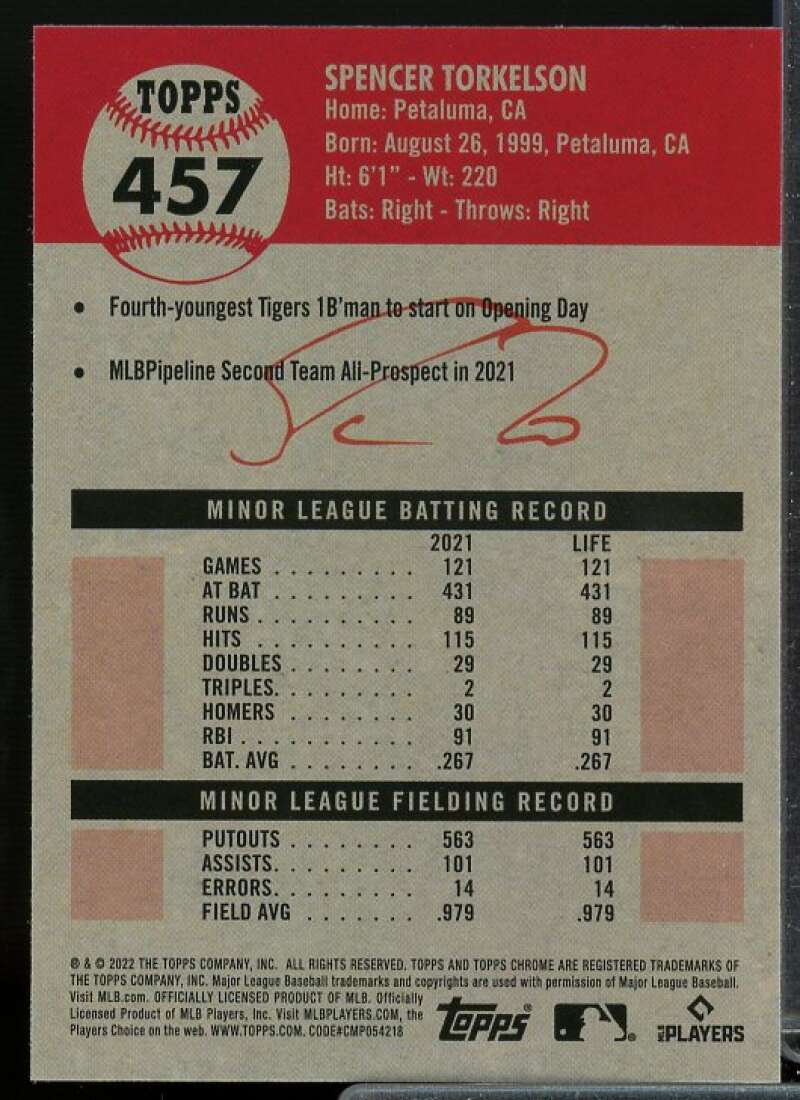 TOPPS
457
SPENCER TORKELSON
Home: Petaluma, CA
Born: August 26, 1999, Petaluma, CA
Ht: 6'1" - Wt: 220
Bats: Right - Throws: Right
• Fourth-youngest Tigers 1B'man to start on Opening Day
• MLBPipeline Second Team All-Prospect in 2021
MINOR LEAGUE BATTING RECORD
2021 LIFE
GAMES . . . . . . . . . 121 121
AT BAT . . . . . . . . . 431 431
RUNS . . . . . . . . . . 89 89
HITS . . . . . . . . . . 115 115
DOUBLES . . . . . . . . 29 29
TRIPLES. . . . . . . . . 2 2
HOMERS . . . . . . . . 30 30
RBI . . . . . . . . . . . 91 91
BAT. AVG . . . . . . . . .267 .267
MINOR LEAGUE FIELDING RECORD
PUTOUTS . . . . . . . . 563 563
ASSISTS. . . . . . . . . 101 101
ERRORS. . . . . . . . . 14 14
FIELD AVG . . . . . . . .979 .979
® & © 2022 THE TOPPS COMPANY, INC. ALL RIGHTS RESERVED. TOPPS AND TOPPS CHROME ARE REGISTERED TRADEMARKS OF
THE TOPPS COMPANY, INC. Major League Baseball trademarks and copyrights are used with permission of Major League Baseball.
Visit MLB.com. OFFICIALLY LICENSED PRODUCT OF MLB. Officially
Licensed Product of MLB Players, Inc. Visit MLBPLAYERS.COM, the
Players Choice on the web. WWW.TOPPS.COM. CODE#CMP054218
topps®
MLB PLAYERS